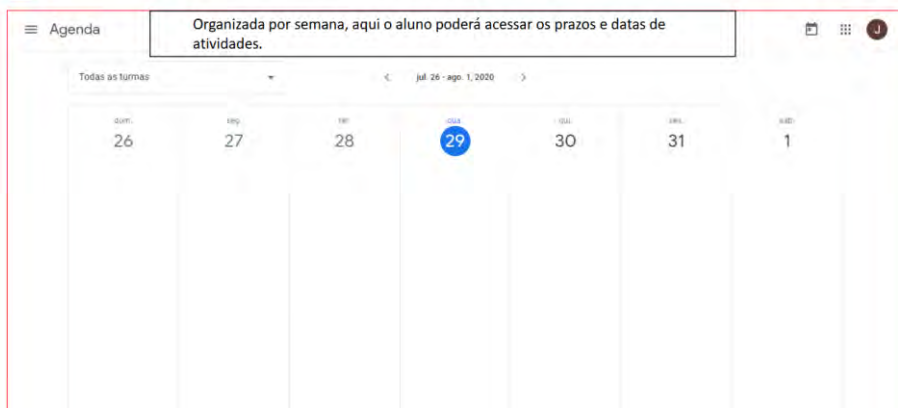 Agenda
Organizada por semana, aqui o aluno poderá acessar os prazos e datas de
atividades.
J
Todas as turmas
jul. 26 - ago. 1, 2020
dom. seg. ter. qua. qui. sex. sáb.
26 27 28 29 30 31 1